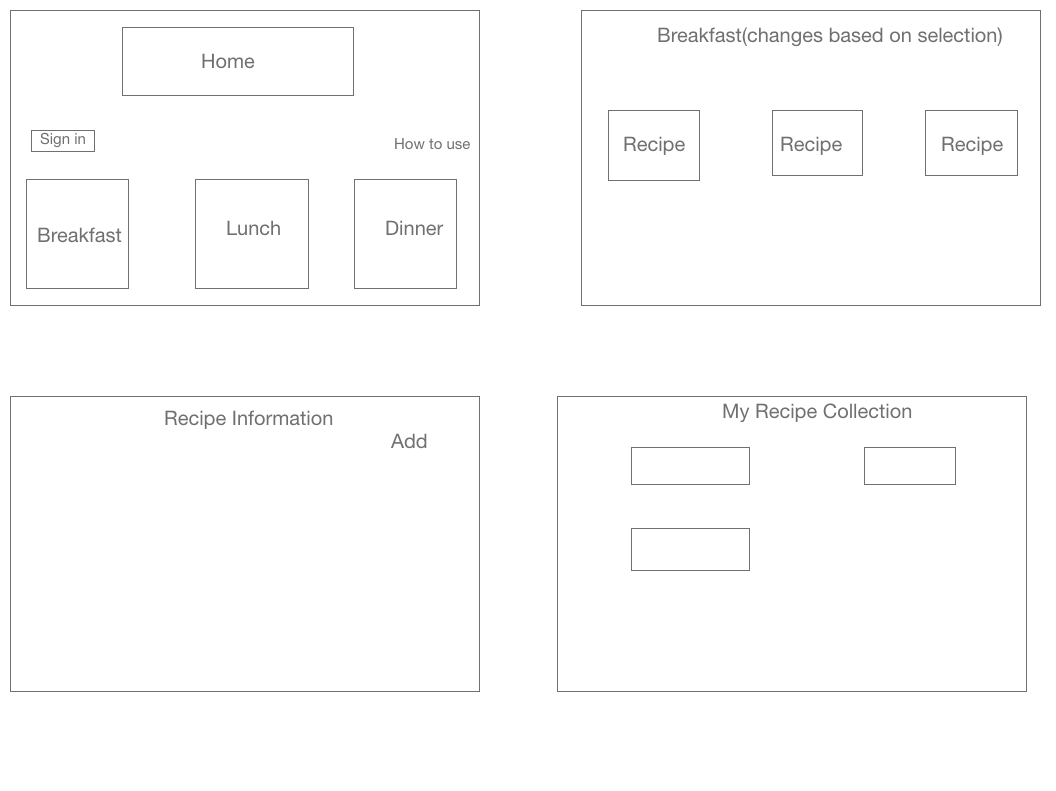 Home
Sign in
How to use
Breakfast
Lunch
Dinner
Breakfast(changes based on selection)
Recipe
Recipe
Recipe
Recipe Information
Add
My Recipe Collection